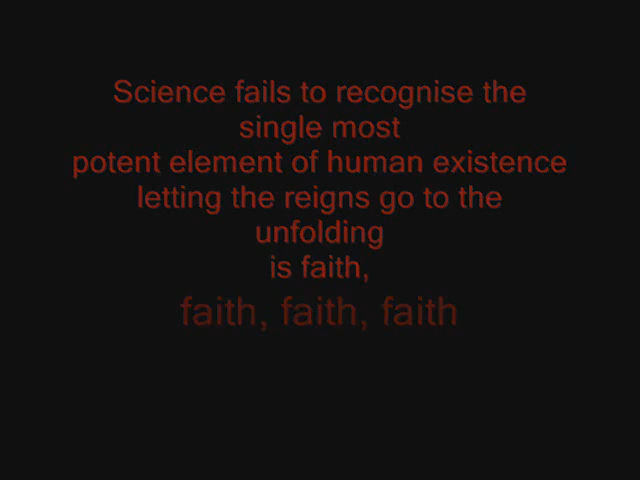 Science fails to recognise the
single most
potent element of human existence
letting the reigns go to the
unfolding
is faith,
faith, faith, faith